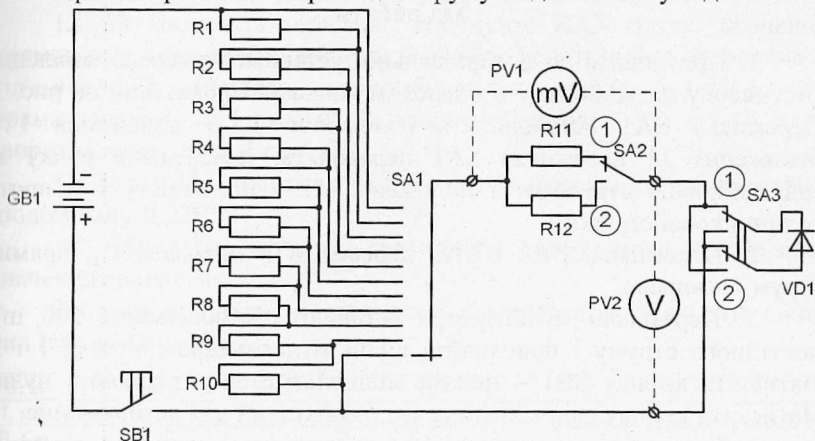 R1
R2
R3
R4
R5
R6
R7
R8
R9
R10
GB1
+
SB1
SA1
PV1
mV
R11
R12
1
2
SA2
PV2
V
1
SA3
2
VD1